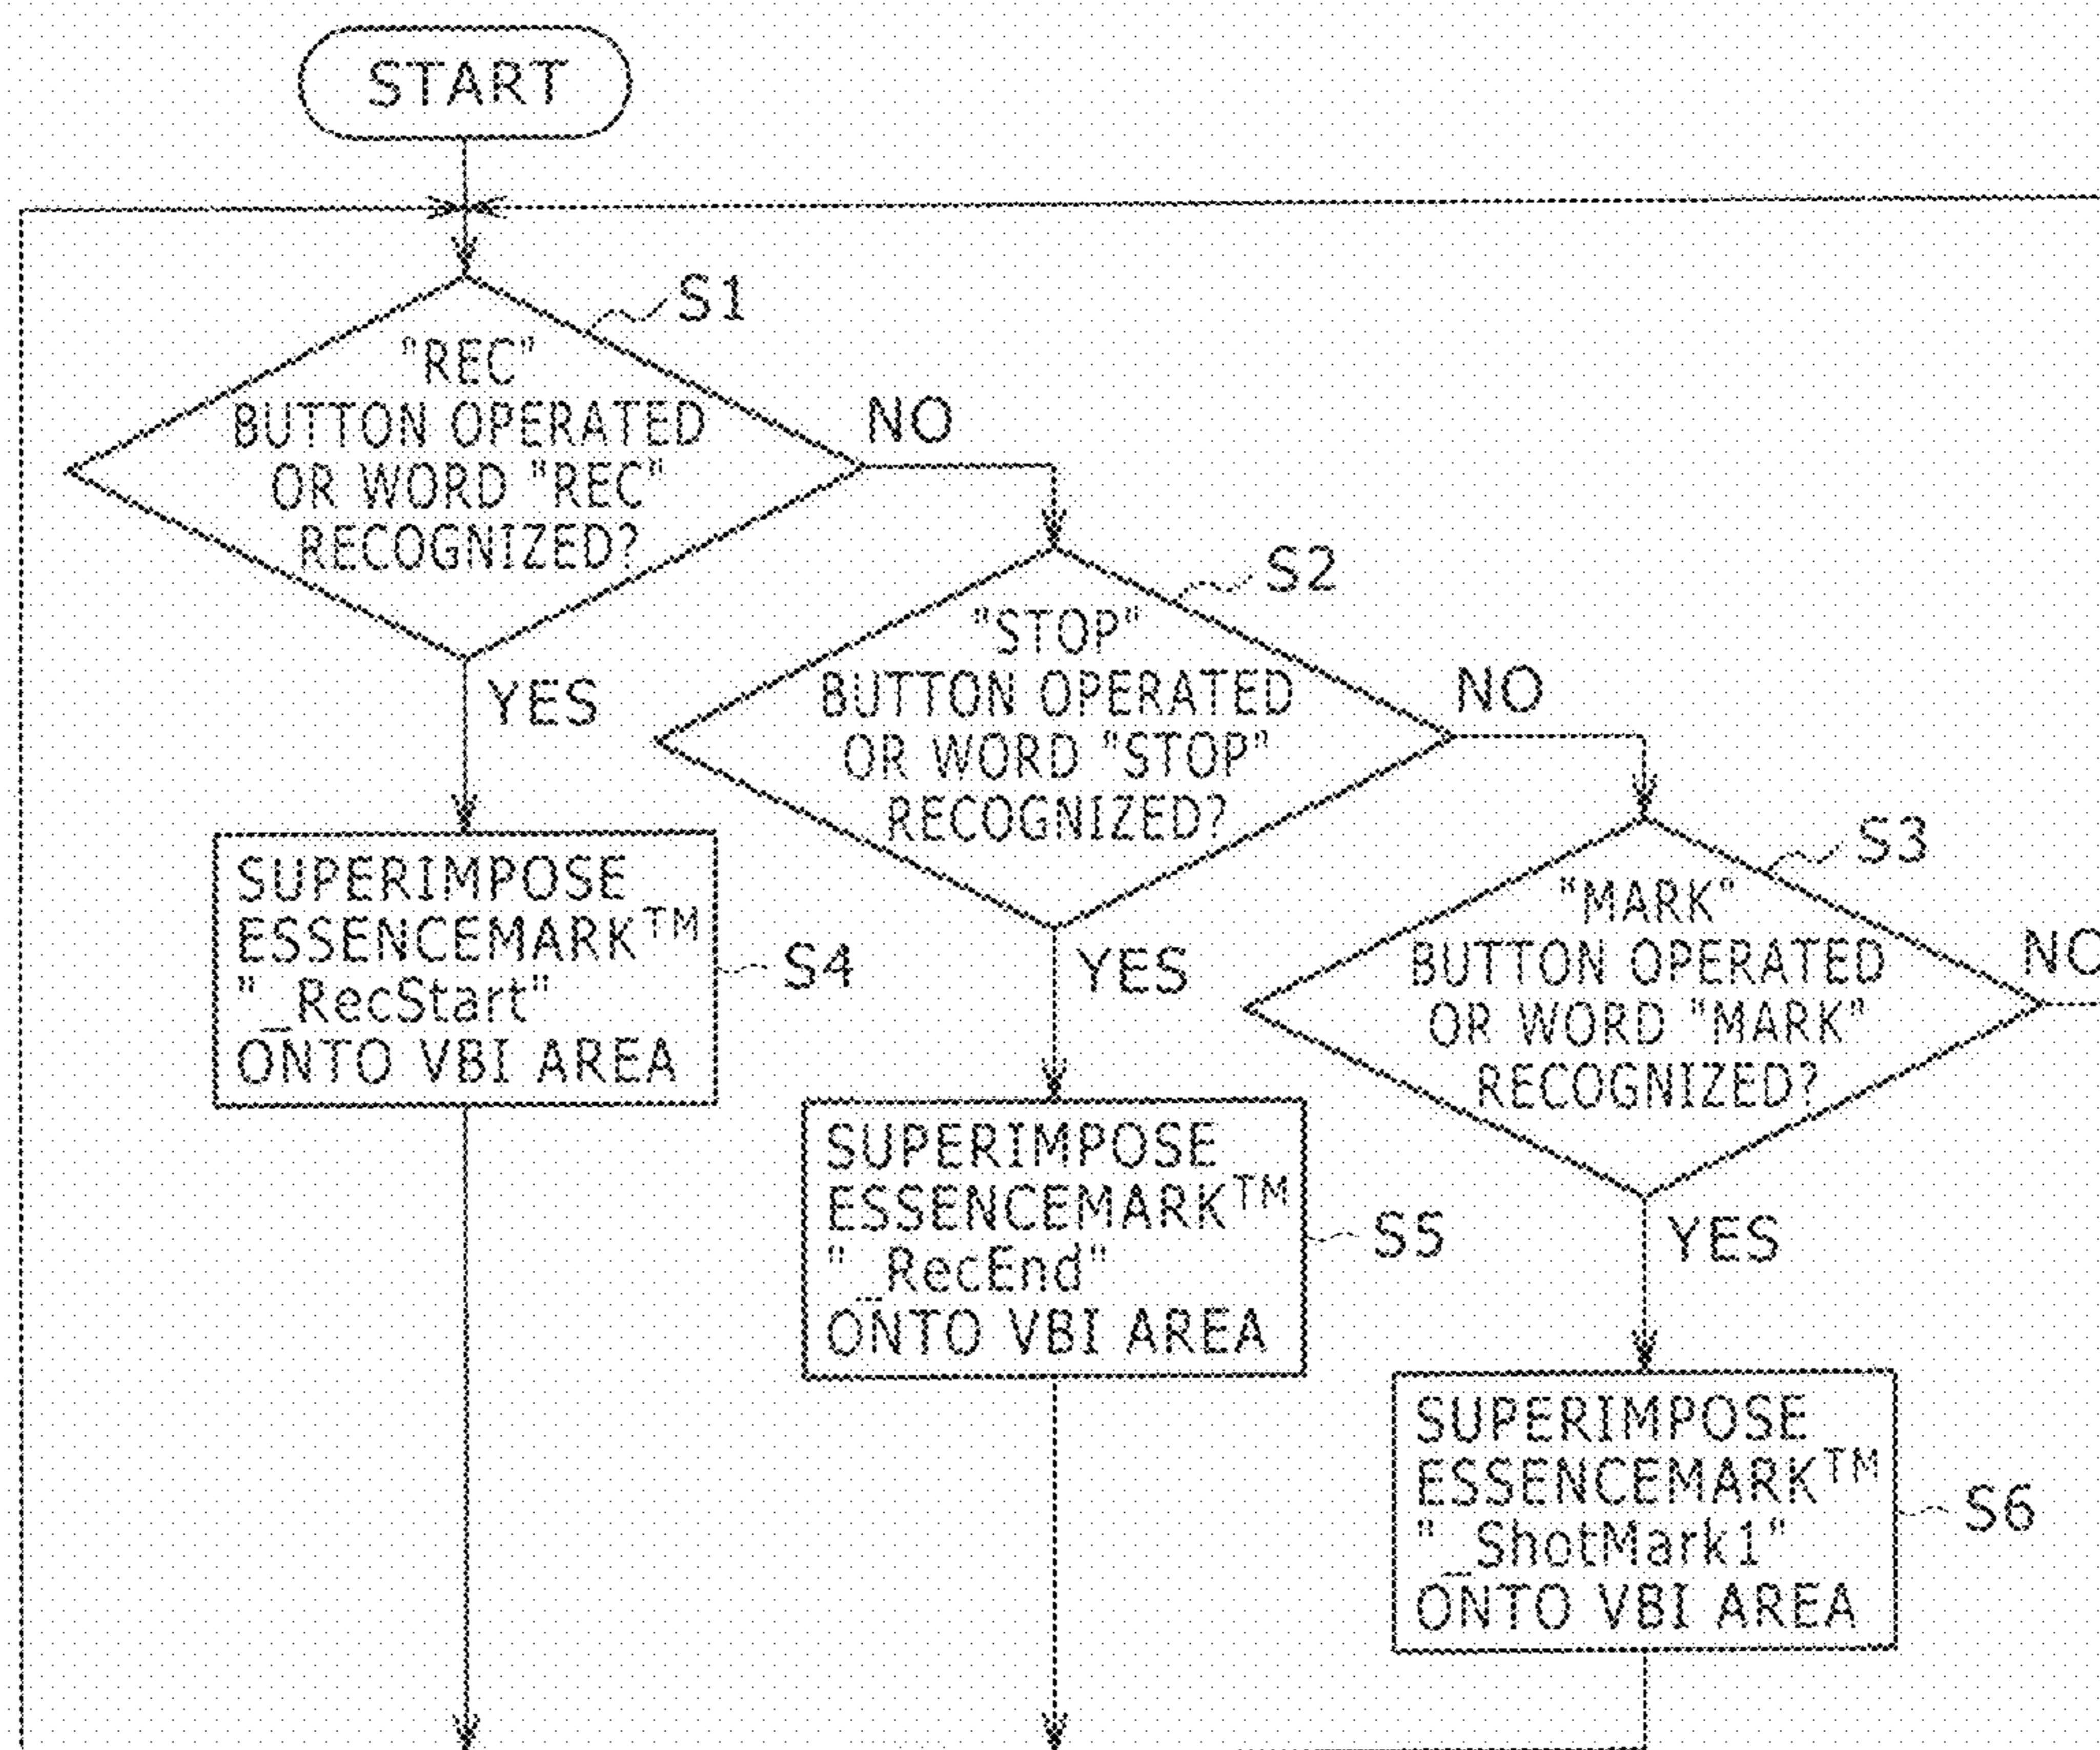 START
S1
"REC"
BUTTON OPERATED
OR WORD "REC"
RECOGNIZED?
NO
YES
S2
"STOP"
BUTTON OPERATED
OR WORD "STOP"
RECOGNIZED?
NO
YES
S3
"MARK"
BUTTON OPERATED
OR WORD "MARK"
RECOGNIZED?
NO
YES
SUPERIMPOSE
ESSENCEMARK™
"_RecStart"
ONTO VBI AREA
S4
SUPERIMPOSE
ESSENCEMARK™
"_RecEnd"
ONTO VBI AREA
S5
SUPERIMPOSE
ESSENCEMARK™
"_ShotMark1"
ONTO VBI AREA
S6